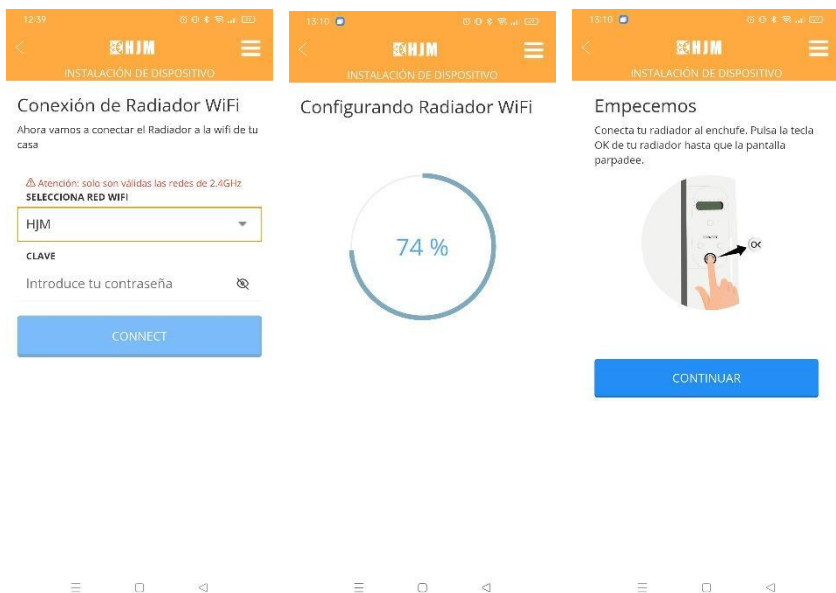 12:39
HJM
INSTALACIÓN DE DISPOSITIVO
Conexión de Radiador WiFi
Ahora vamos a conectar el Radiador a la wifi de tu
casa
Atención: solo son válidas las redes de 2.4GHz
SELECCIONA RED WIFI
HJM
CLAVE
Introduce tu contraseña
CONNECT
13:10
HJM
INSTALACIÓN DE DISPOSITIVO
Configurando Radiador WiFi
74 %
13:10
HJM
INSTALACIÓN DE DISPOSITIVO
Empecemos
Conecta tu radiador al enchufe. Pulsa la tecla
OK de tu radiador hasta que la pantalla
parpadee.
OK
CONTINUAR